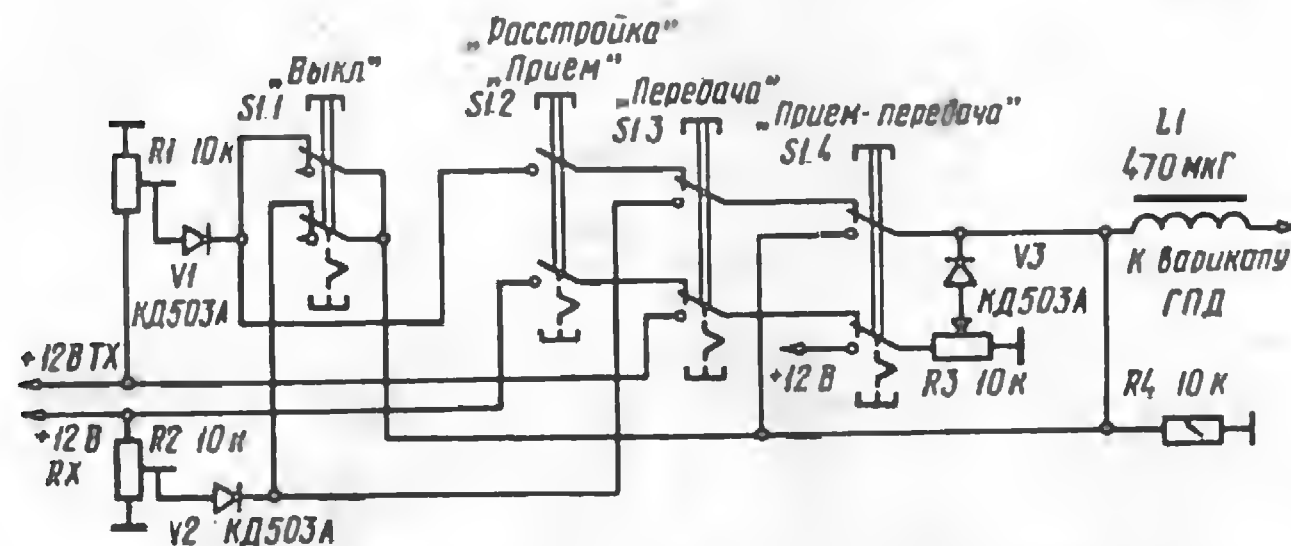 „Расстройка”
„Выкл”
S1.1
„Прием”
S1.2
„Передача”
S1.3
„Прием-передача”
S1.4
L1
470 мкГ
R1 10к
V1
КД503А
V3
КД503А
К варикапу
ГПД
+12В ТХ
+12 В
RX
R2 10к
+12 В
R3 10к
R4 10к
V2 КД503А